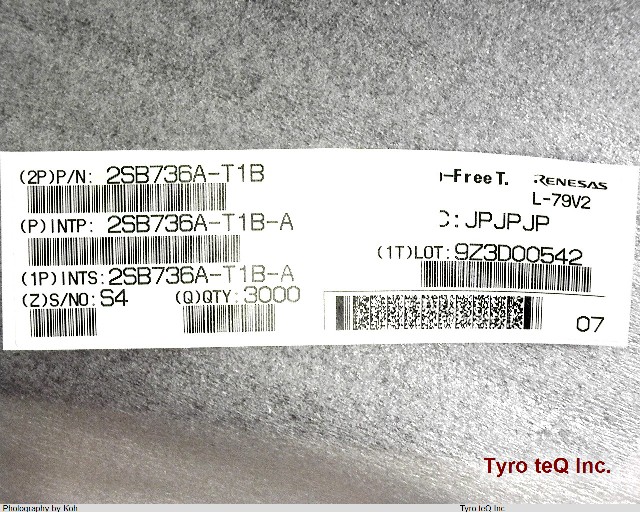 (2P)P/N: 2SB736A-T1B
-Free T. RENESAS
L-79V2
(P)INTP: 2SB736A-T1B-A
: JPJPJP
(1T)LOT: 9Z3D00542
(1P)INTS: 2SB736A-T1B-A
(Z)S/NO: S4 (Q)QTY: 3000
07
Tyro teQ Inc.
Photography by Koh Tyro teQ Inc